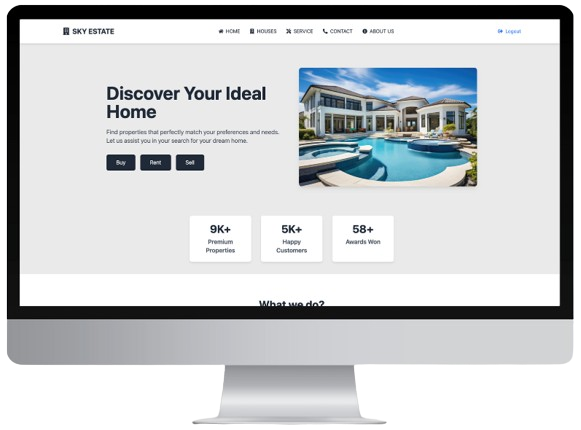 SKY ESTATE
HOME HOUSES SERVICE CONTACT ABOUT US
Logout
Discover Your Ideal
Home
Find properties that perfectly match your preferences and needs.
Let us assist you in your search for your dream home.
Buy Rent Sell
9K+
Premium
Properties
5K+
Happy
Customers
58+
Awards Won
What we do?